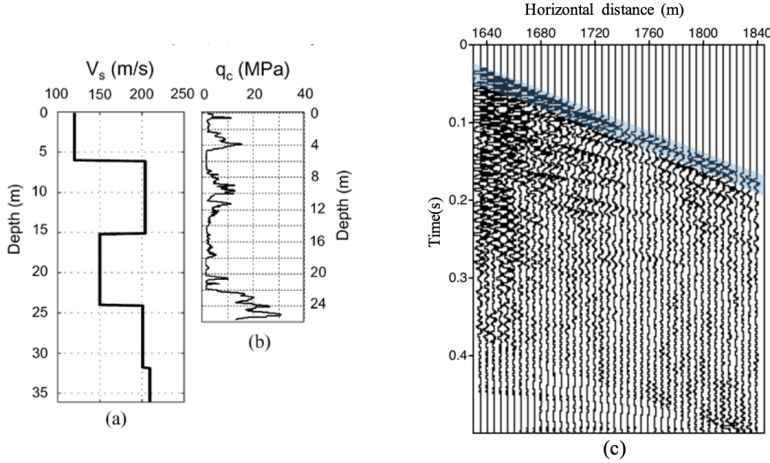 V_s (m/s)
100 150 200 250
0
5
10
15
20
25
30
35
Depth (m)
(a)
q_c (MPa)
0 20 40
0
4
8
12
16
20
24
Depth (m)
(b)
Horizontal distance (m)
1640 1680 1720 1760 1800 1840
0
0.1
0.2
0.3
0.4
Time(s)
(c)